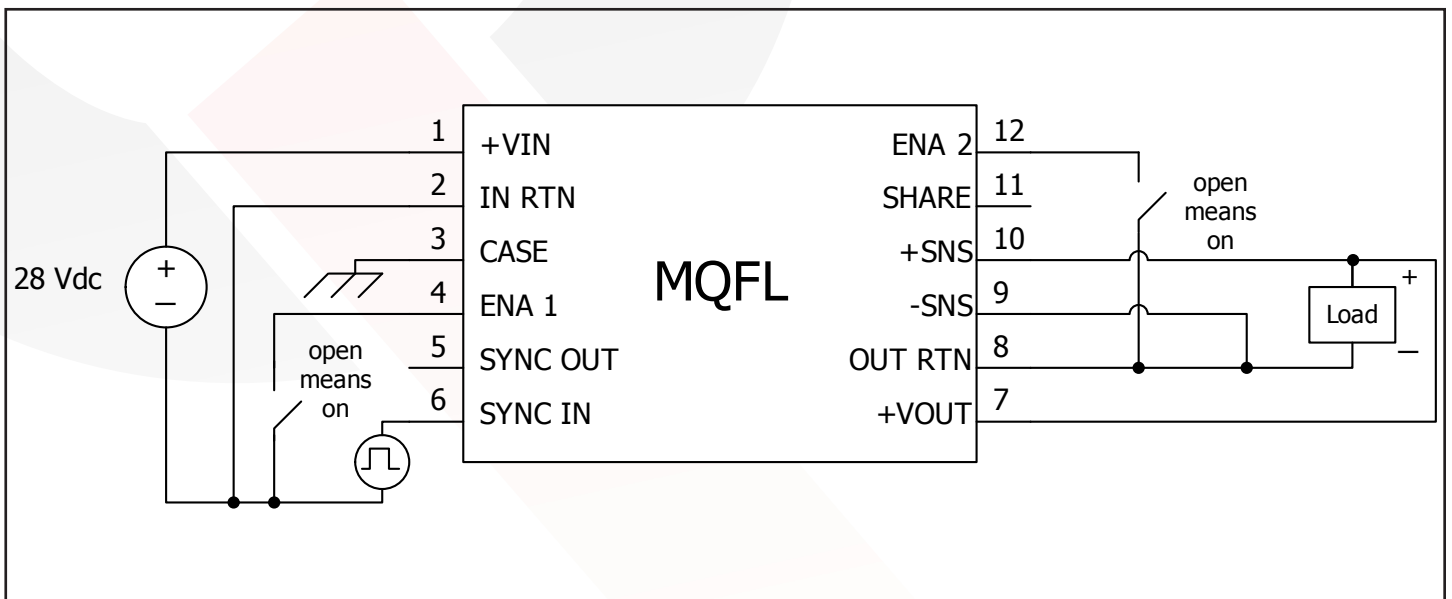 28 Vdc
+
—
open
means
on
1
2
3
4
5
6
+VIN
IN RTN
CASE
ENA 1
SYNC OUT
SYNC IN
MQFL
ENA 2
SHARE
+SNS
-SNS
OUT RTN
+VOUT
12
11
10
9
8
7
open
means
on
Load
+
—